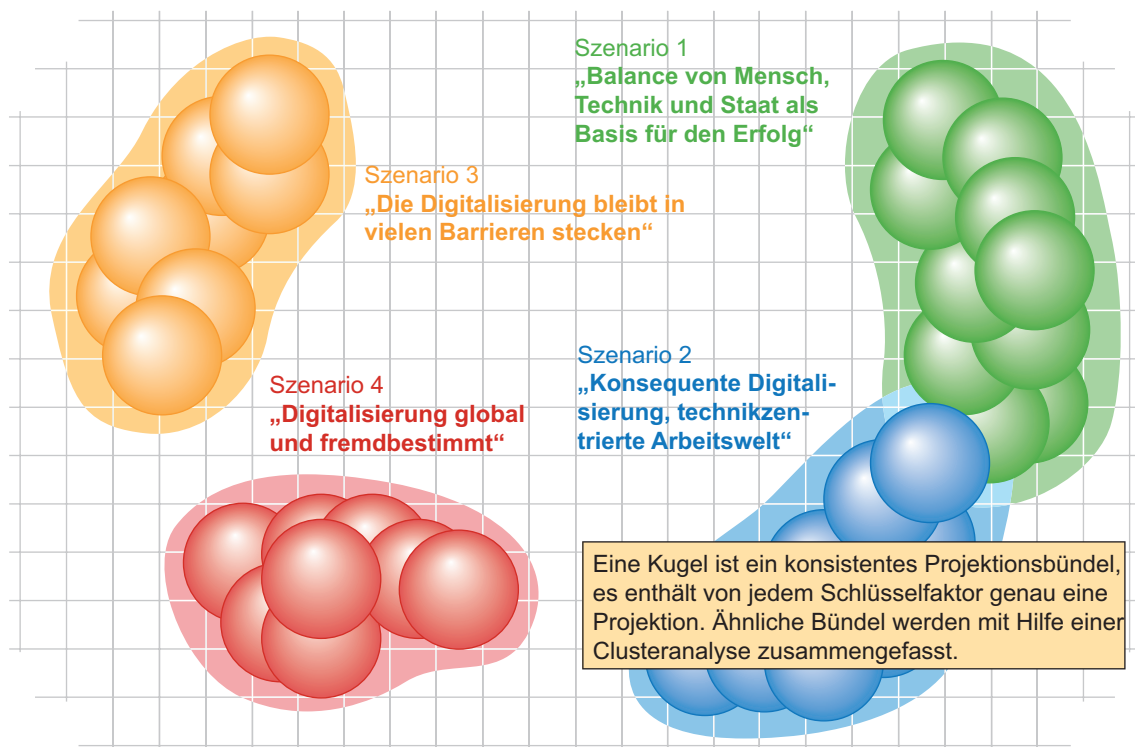 Szenario 1
„Balance von Mensch,
Technik und Staat als
Basis für den Erfolg“
Szenario 3
„Die Digitalisierung bleibt in
vielen Barrieren stecken“
Szenario 2
„Konsequente Digitali-
sierung, technikzen-
trierte Arbeitswelt“
Szenario 4
„Digitalisierung global
und fremdbestimmt“
Eine Kugel ist ein konsistentes Projektionsbündel,
es enthält von jedem Schlüsselfaktor genau eine
Projektion. Ähnliche Bündel werden mit Hilfe einer
Clusteranalyse zusammengefasst.